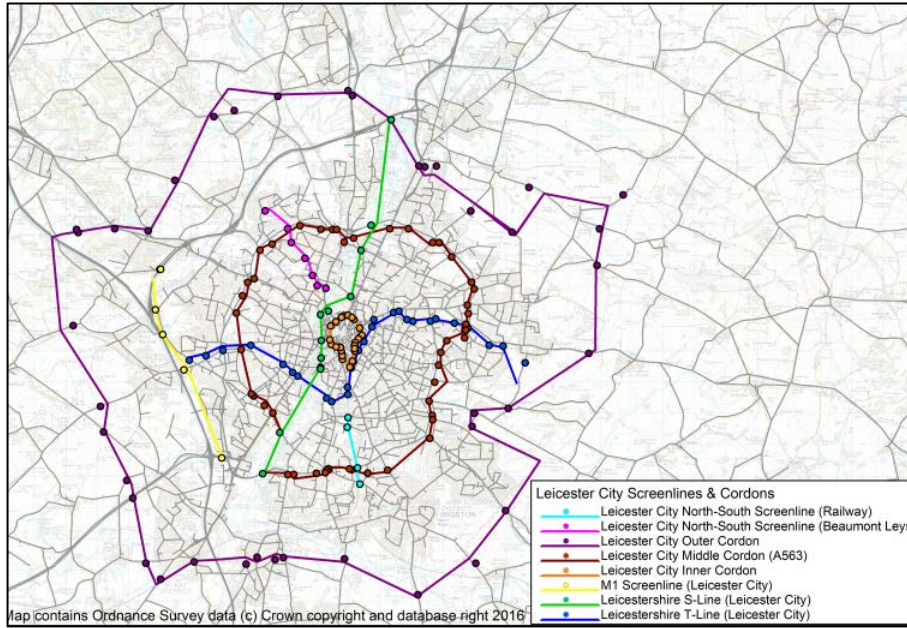 Leicester City Screenlines & Cordons
Leicester City North-South Screenline (Railway)
Leicester City North-South Screenline (Beaumont Leys
Leicester City Outer Cordon
Leicester City Middle Cordon (A563)
Leicester City Inner Cordon
M1 Screenline (Leicester City)
Leicestershire S-Line (Leicester City)
Leicestershire T-Line (Leicester City)
Map contains Ordnance Survey data (c) Crown copyright and database right 2016
WIGSTON